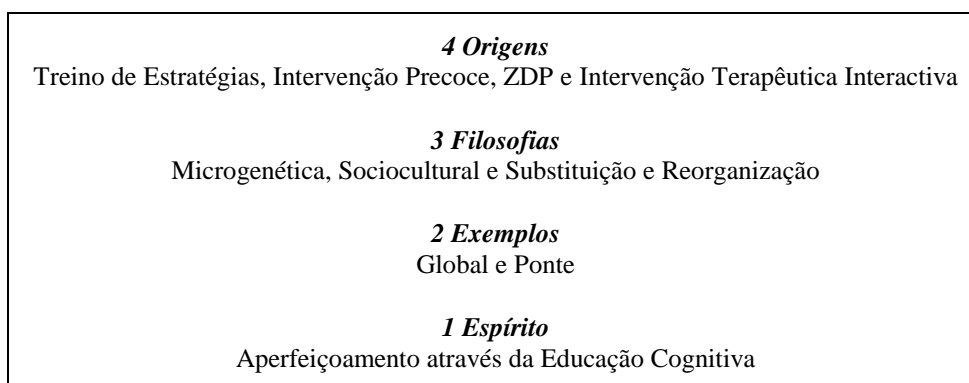 4 Origens
Treino de Estratégias, Intervenção Precoce, ZDP e Intervenção Terapêutica Interactiva
3 Filosofias
Microgenética, Sociocultural e Substituição e Reorganização
2 Exemplos
Global e Ponte
1 Espírito
Aperfeiçoamento através da Educação Cognitiva